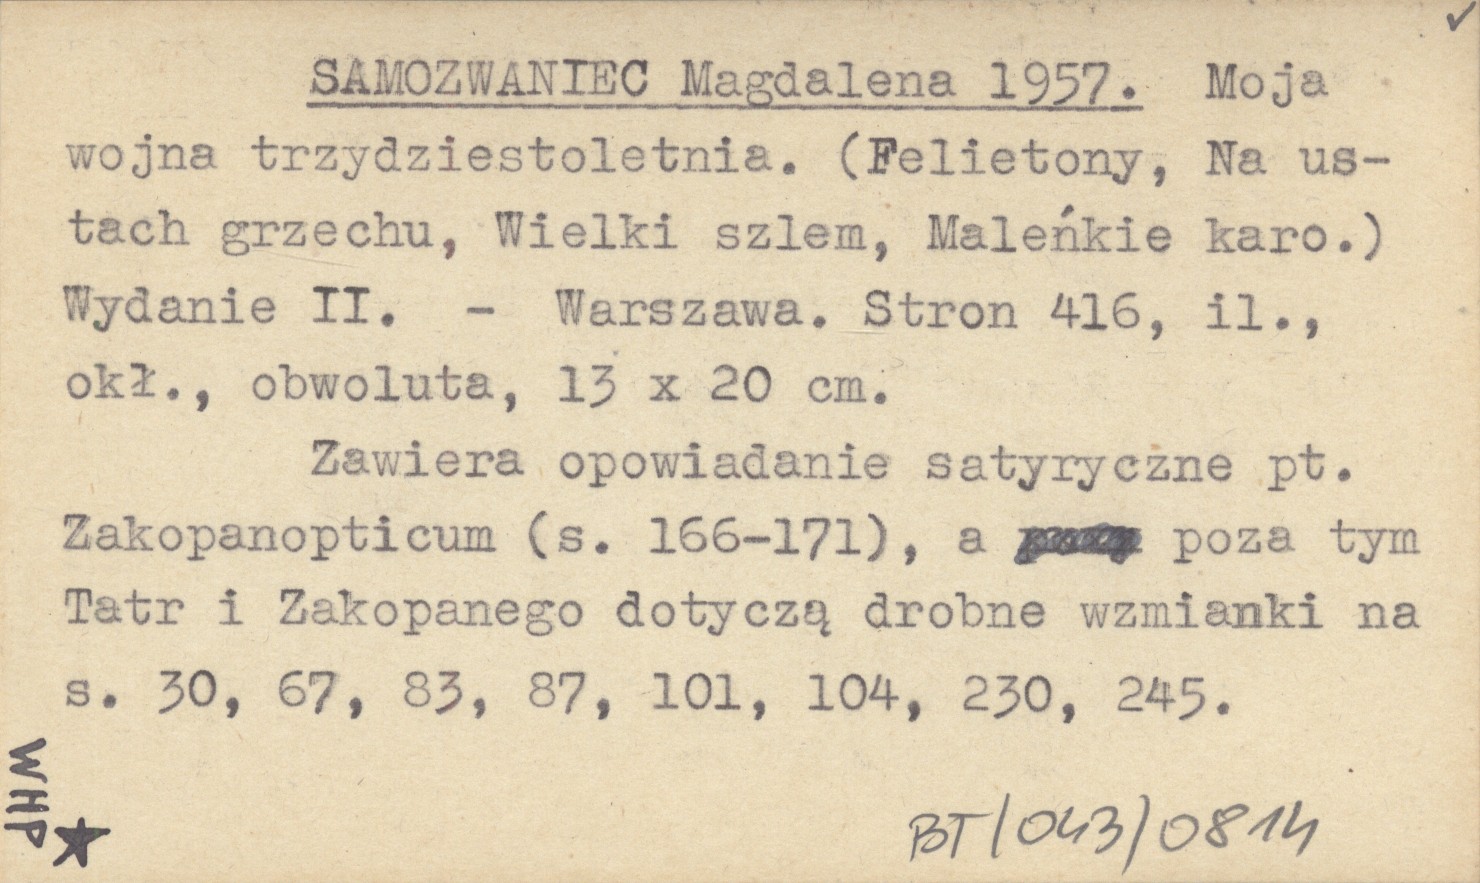 SAMOZWANIEC Magdalena 1957. Moja
wojna trzydziestoletnia. (Felietony, Na us-
tach grzechu, Wielki szlem, Maleńkie karo.)
Wydanie II. - Warszawa. Stron 416, il.,
okł., obwoluta, 13 x 20 cm.
Zawiera opowiadanie satyryczne pt.
Zakopanopticum (s. 166-171), a poza tym
Tatr i Zakopanego dotyczą drobne wzmianki na
s. 30, 67, 83, 87, 101, 104, 230, 245.
WHP
BT/043/0814